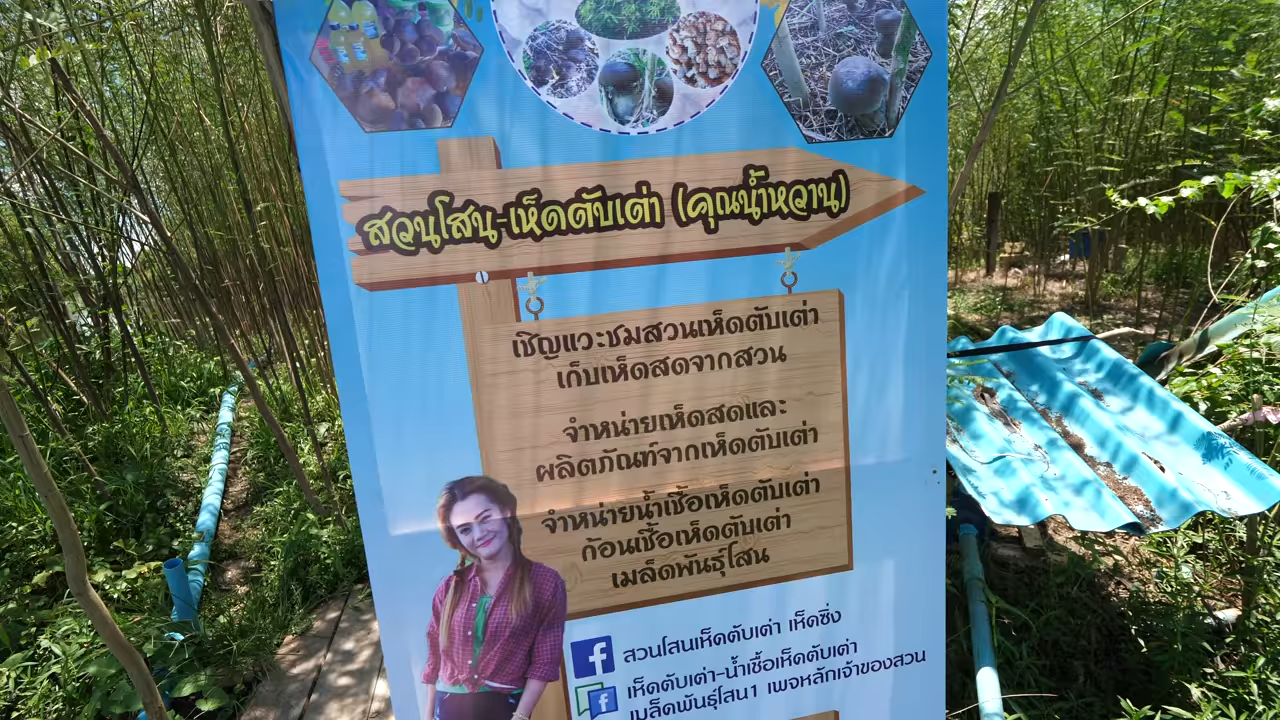 สวนโสน-เห็ดตับเต่า (คุณน้ำหวาน)
เชิญแวะชมสวนเห็ดตับเต่า
เก็บเห็ดสดจากสวน
จำหน่ายเห็ดสดและ
ผลิตภัณฑ์จากเห็ดตับเต่า
จำหน่ายน้ำเชื้อเห็ดตับเต่า
ก้อนเชื้อเห็ดตับเต่า
เมล็ดพันธุ์โสน
สวนโสนเห็ดตับเต่า เห็ดซิ่ง
เห็ดตับเต่า-น้ำเชื้อเห็ดตับเต่า
เมล็ดพันธุ์โสน1 เพจหลักเจ้าของสวน